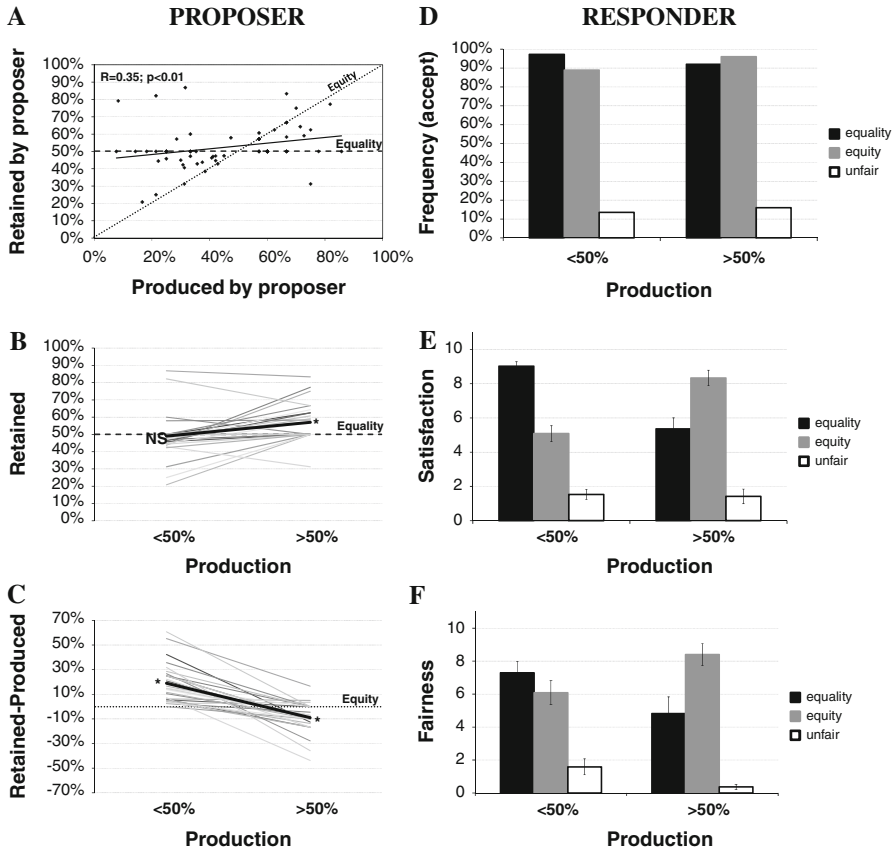 A PROPOSER
Retained by proposer
100%
90%
80%
70%
60%
50%
40%
30%
20%
10%
0%
R=0.35; p<0.01
Equity
Equality
0% 20% 40% 60% 80% 100%
Produced by proposer
B
Retained
100%
90%
80%
70%
60%
50%
40%
30%
20%
10%
0%
NS
*
Equality
<50% >50%
Production
C
Retained-Produced
70%
50%
30%
10%
-10%
-30%
-50%
-70%
*
*
Equity
<50% >50%
Production
D RESPONDER
Frequency (accept)
100%
90%
80%
70%
60%
50%
40%
30%
20%
10%
0%
equality
equity
unfair
<50% >50%
Production
E
Satisfaction
10
8
6
4
2
0
equality
equity
unfair
<50% >50%
Production
F
Fairness
10
8
6
4
2
0
equality
equity
unfair
<50% >50%
Production